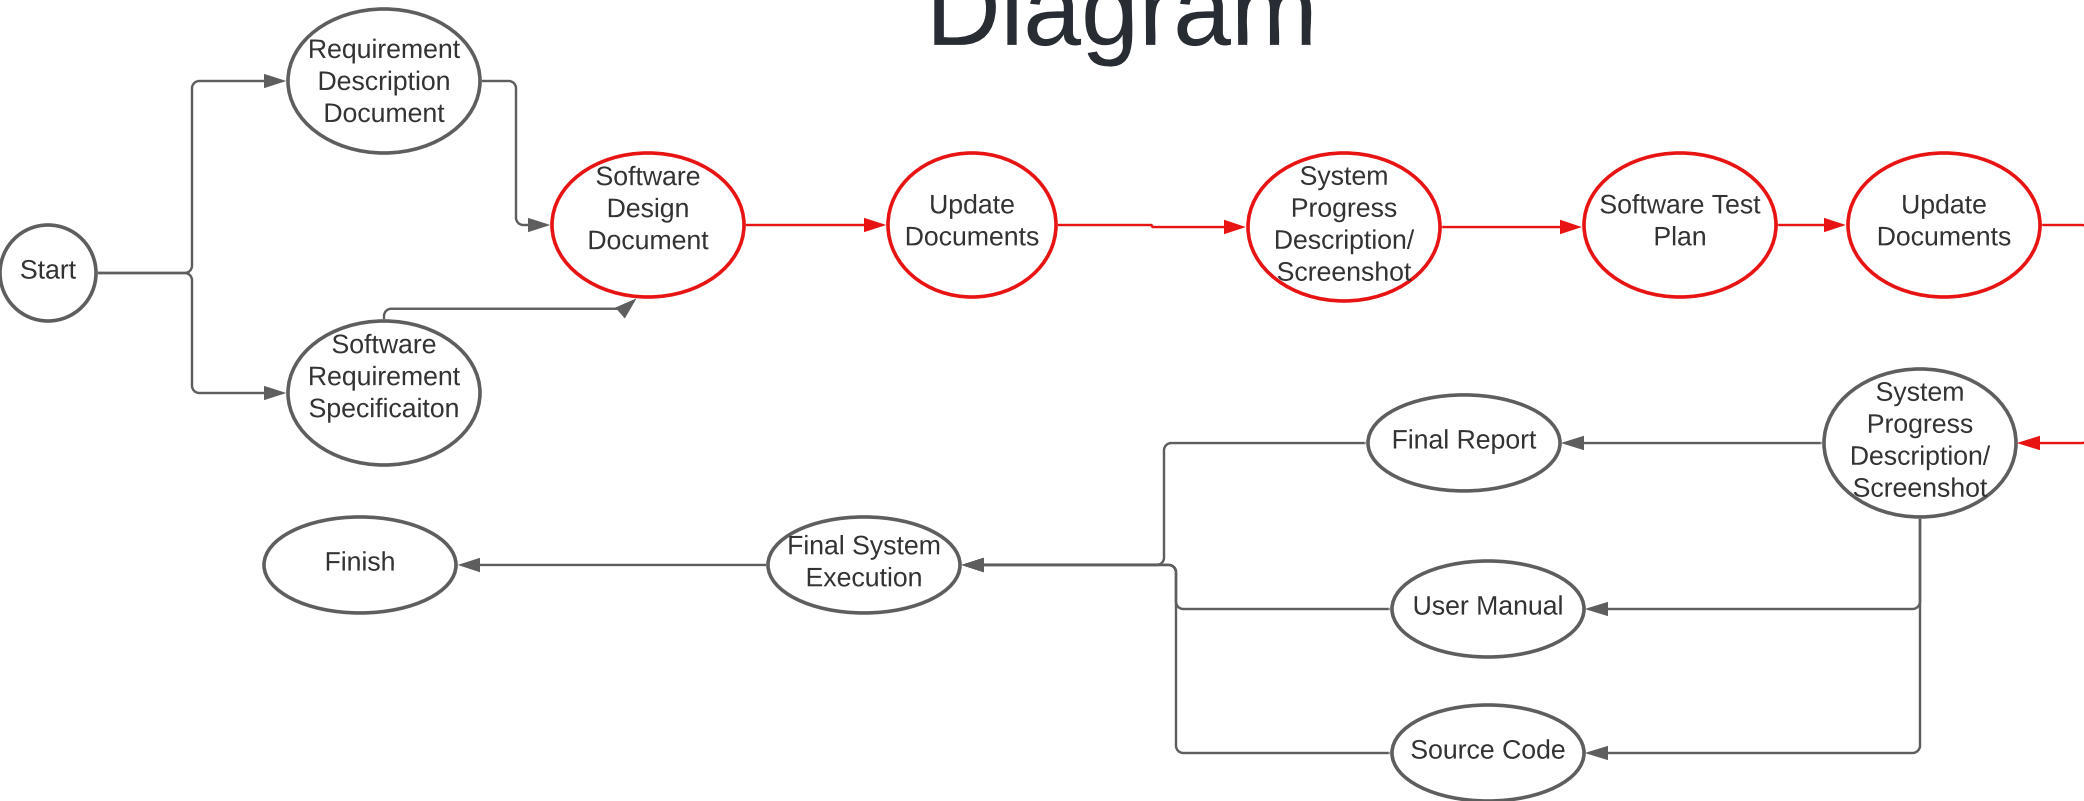 Diagram
Requirement
Description
Document
Start
Software
Requirement
Specificaiton
Software
Design
Document
Update
Documents
System
Progress
Description/
Screenshot
Software Test
Plan
Update
Documents
System
Progress
Description/
Screenshot
Final Report
User Manual
Source Code
Final System
Execution
Finish